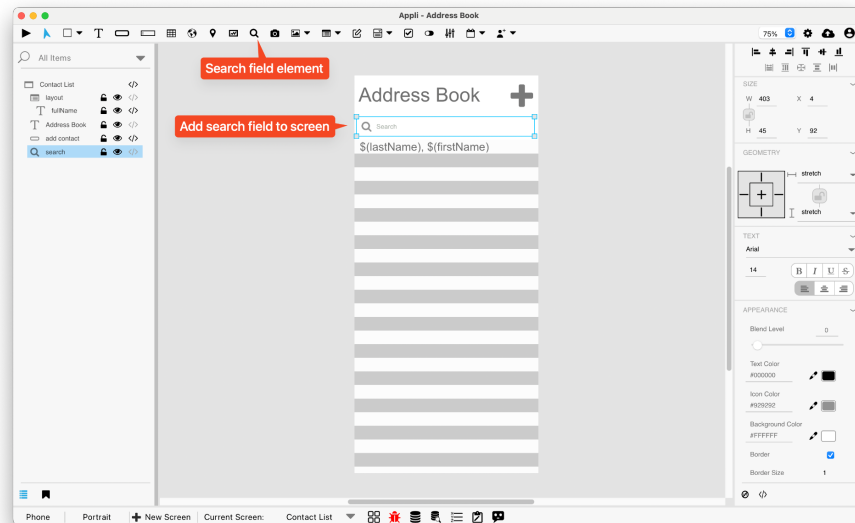 Appli - Address Book
T
75%
All Items
Search field element
Contact List
layout
T fullName
T Address Book
add contact
search
Address Book
Add search field to screen
Search
$(lastName), $(firstName)
SIZE
W 403 X 4
H 45 Y 92
GEOMETRY
stretch
stretch
TEXT
Arial
14 B I U S
APPEARANCE
Blend Level 0
Text Color
#000000
Icon Color
#929292
Background Color
#FFFFFF
Border
Border Size 1
Phone Portrait New Screen Current Screen: Contact List